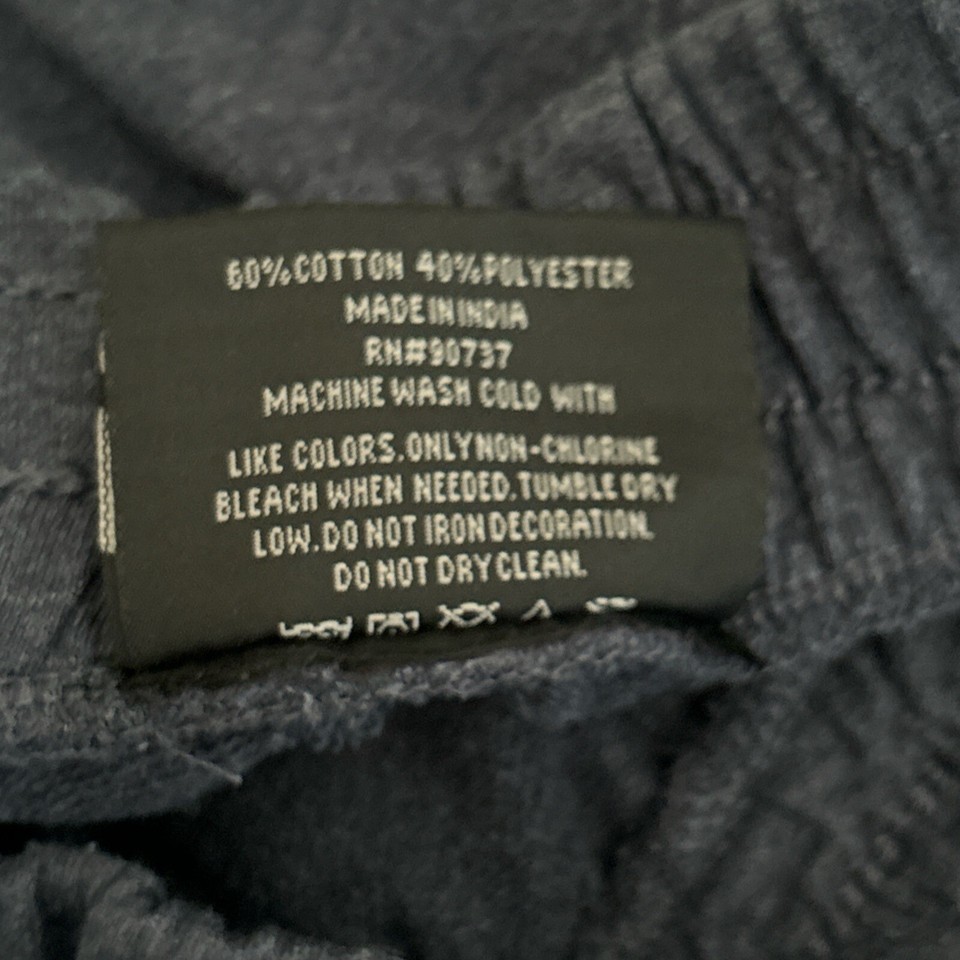 60%COTTON 40%POLYESTER
MADE IN INDIA
RN#90737
MACHINE WASH COLD WITH
LIKE COLORS.ONLY NON-CHLORINE
BLEACH WHEN NEEDED.TUMBLE DRY
LOW.DO NOT IRON DECORATION.
DO NOT DRY CLEAN.